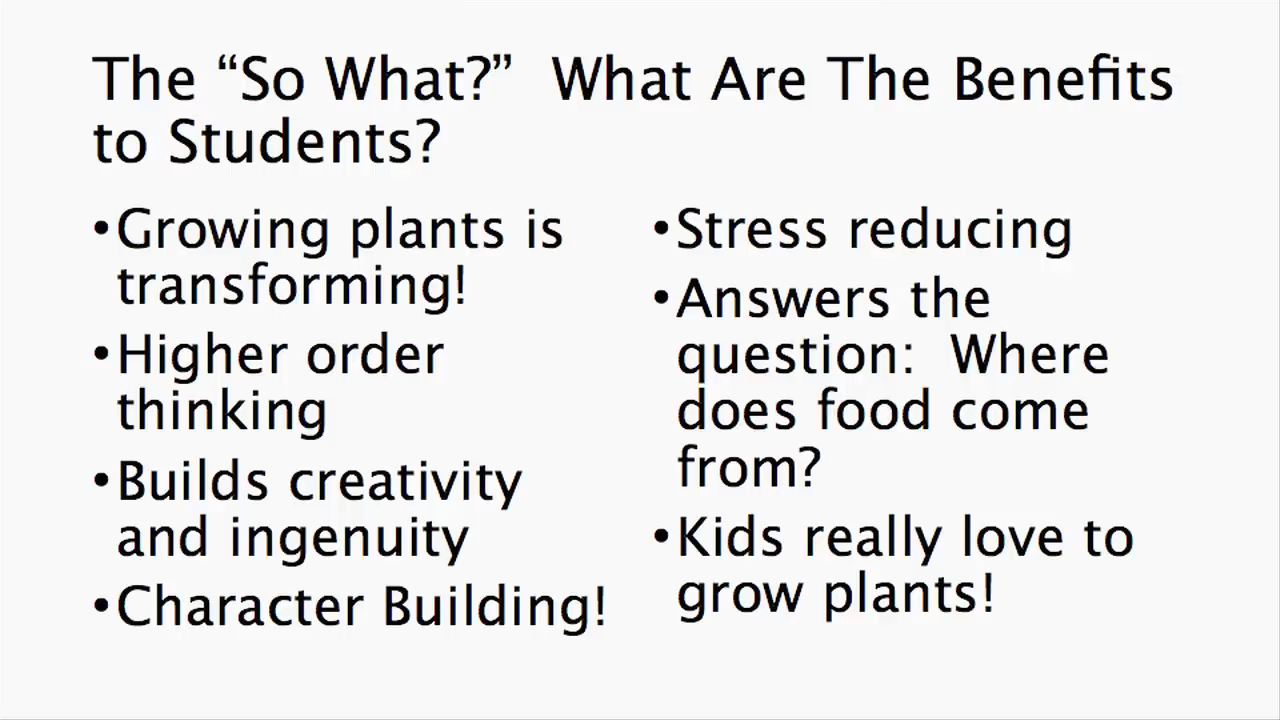 The “So What?”  What Are The Benefits
to Students?
•Growing plants is
transforming!
•Higher order
thinking
•Builds creativity
and ingenuity
•Character Building!
•Stress reducing
•Answers the
question:  Where
does food come
from?
•Kids really love to
grow plants!